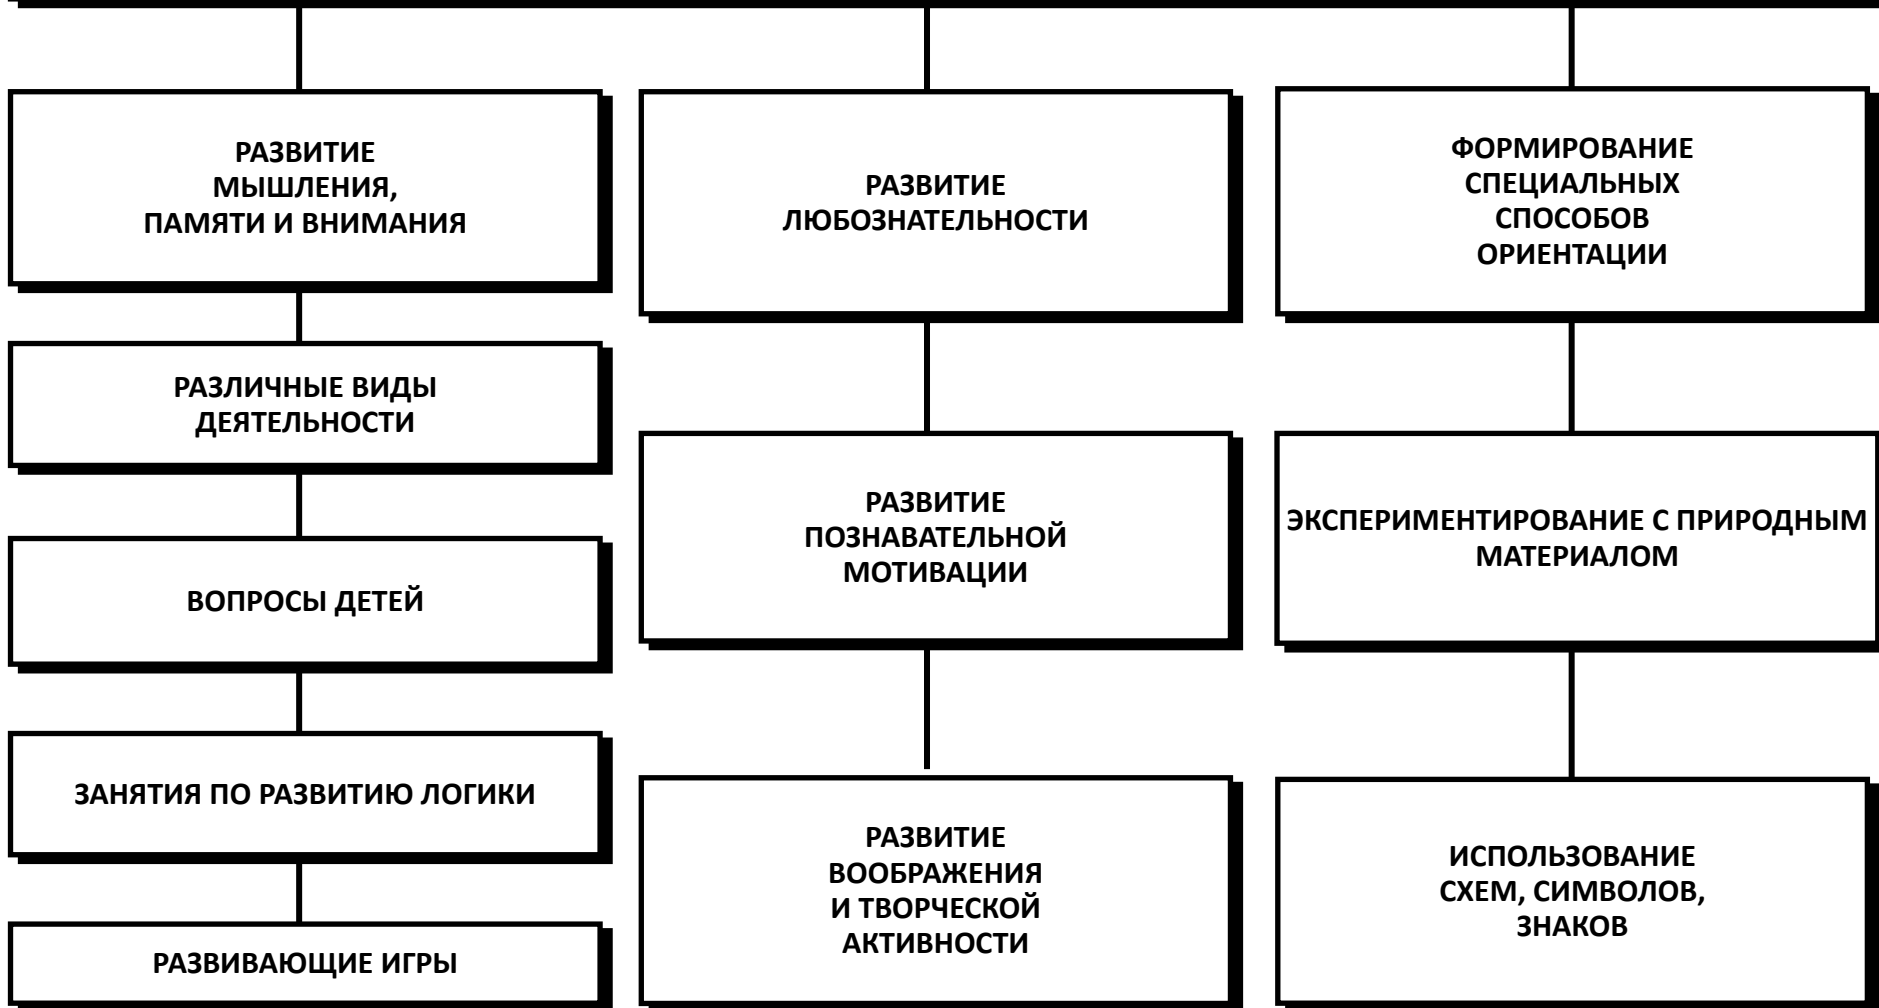 РАЗВИТИЕ
МЫШЛЕНИЯ,
ПАМЯТИ И ВНИМАНИЯ
РАЗЛИЧНЫЕ ВИДЫ
ДЕЯТЕЛЬНОСТИ
ВОПРОСЫ ДЕТЕЙ
ЗАНЯТИЯ ПО РАЗВИТИЮ ЛОГИКИ
РАЗВИВАЮЩИЕ ИГРЫ
РАЗВИТИЕ
ЛЮБОЗНАТЕЛЬНОСТИ
РАЗВИТИЕ
ПОЗНАВАТЕЛЬНОЙ
МОТИВАЦИИ
РАЗВИТИЕ
ВООБРАЖЕНИЯ
И ТВОРЧЕСКОЙ
АКТИВНОСТИ
ФОРМИРОВАНИЕ
СПЕЦИАЛЬНЫХ
СПОСОБОВ
ОРИЕНТАЦИИ
ЭКСПЕРИМЕНТИРОВАНИЕ С ПРИРОДНЫМ
МАТЕРИАЛОМ
ИСПОЛЬЗОВАНИЕ
СХЕМ, СИМВОЛОВ,
ЗНАКОВ